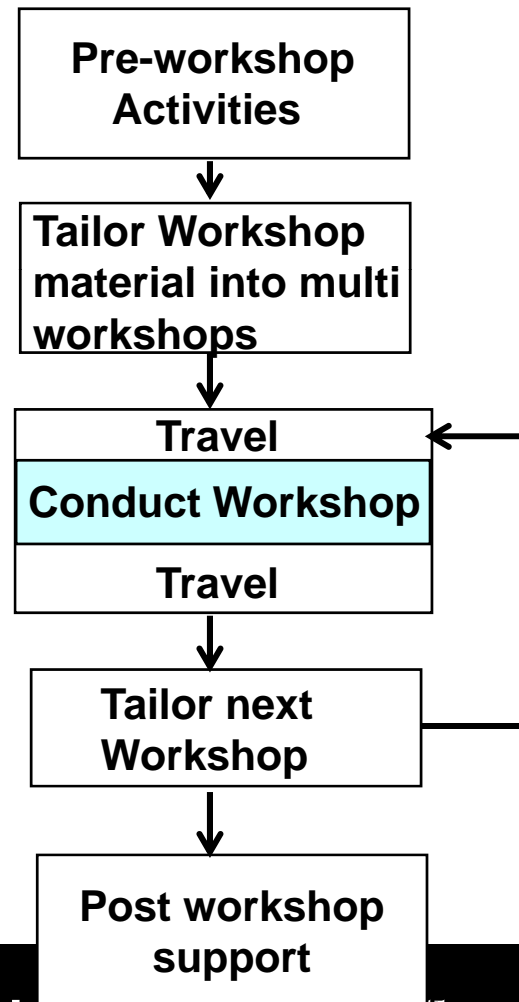 Pre-workshop
Activities
Tailor Workshop
material into multi
workshops
Travel
Conduct Workshop
Travel
Tailor next
Workshop
Post workshop
support